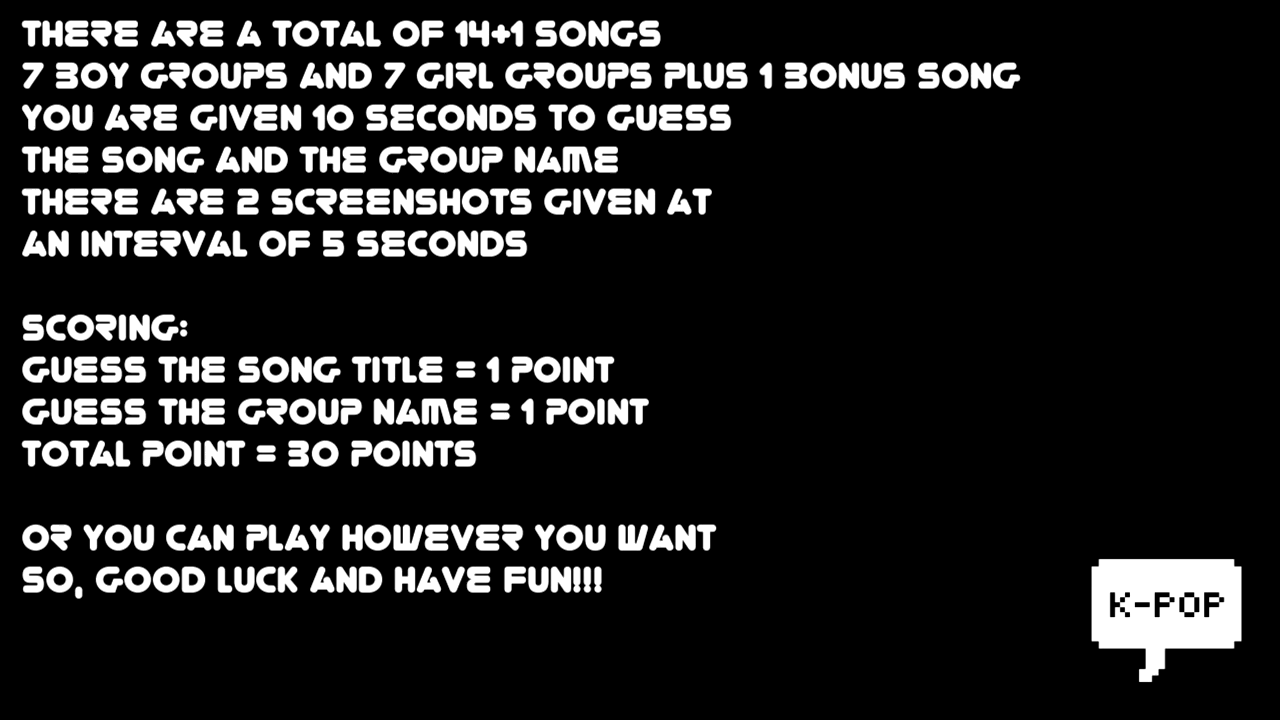 THERE ARE A TOTAL OF 14+1 SONGS
7 BOY GROUPS AND 7 GIRL GROUPS PLUS 1 BONUS SONG
YOU ARE GIVEN 10 SECONDS TO GUESS
THE SONG AND THE GROUP NAME
THERE ARE 2 SCREENSHOTS GIVEN AT
AN INTERVAL OF 5 SECONDS
SCORING:
GUESS THE SONG TITLE = 1 POINT
GUESS THE GROUP NAME = 1 POINT
TOTAL POINT = 30 POINTS
OR YOU CAN PLAY HOWEVER YOU WANT
SO, GOOD LUCK AND HAVE FUN!!!
K-POP